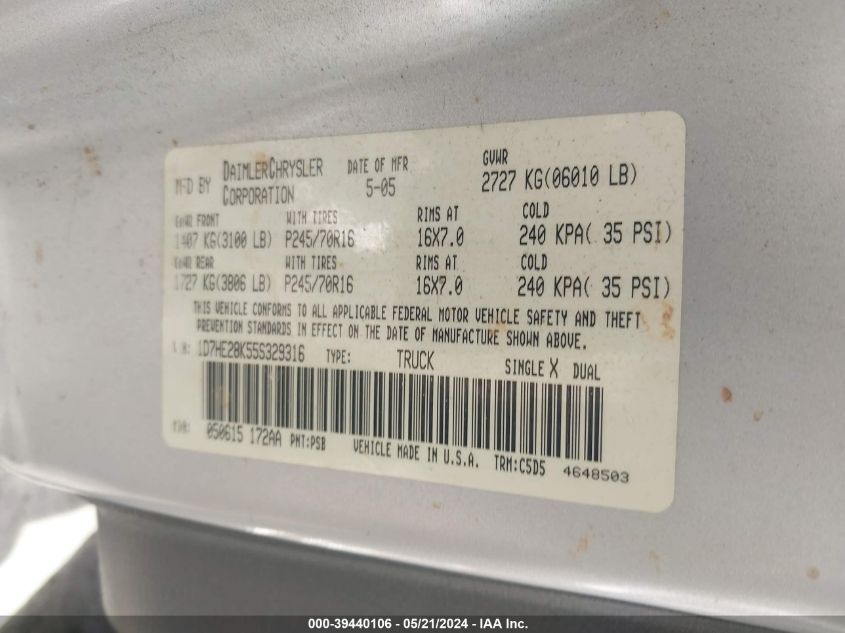 MFD BY DAIMLERCHRYSLER CORPORATION DATE OF MFR 5-05 GVWR 2727 KG(06010 LB)
GAWR FRONT WITH TIRES RIMS AT COLD
1407 KG(3100 LB) P245/70R16 16X7.0 240 KPA( 35 PSI)
GAWR REAR WITH TIRES RIMS AT COLD
1727 KG(3806 LB) P245/70R16 16X7.0 240 KPA( 35 PSI)
THIS VEHICLE CONFORMS TO ALL APPLICABLE FEDERAL MOTOR VEHICLE SAFETY AND THEFT
PREVENTION STANDARDS IN EFFECT ON THE DATE OF MANUFACTURE SHOWN ABOVE.
1D7HE28K55S329316 TYPE: TRUCK SINGLE X DUAL
MDH: 050615 172AA PNT:PSB VEHICLE MADE IN U.S.A. TRM:C5D5 4648503
000-39440106 - 05/21/2024 - IAA Inc.